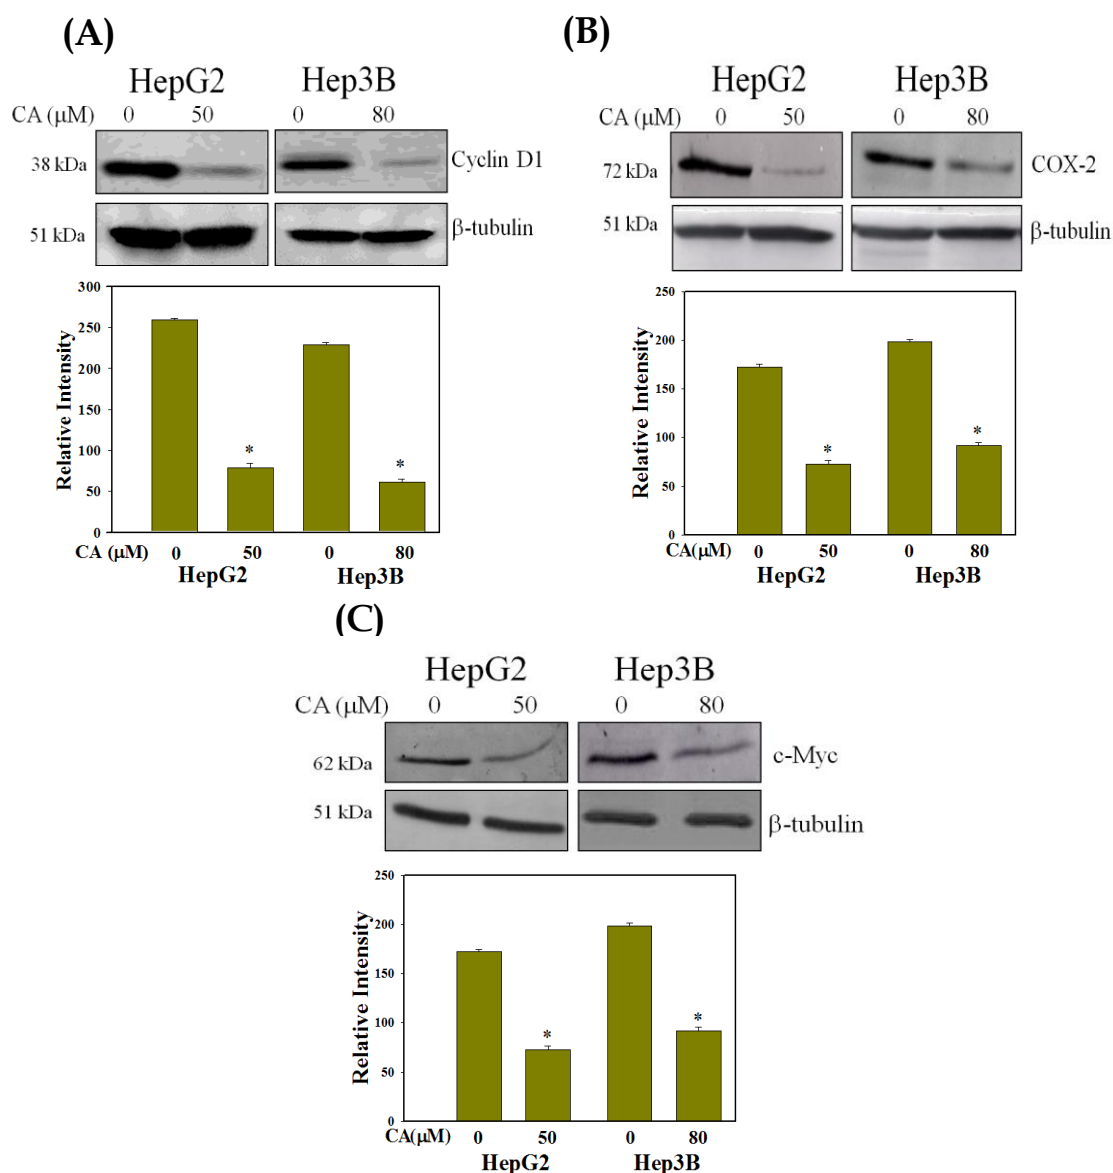 (A)
HepG2 Hep3B
CA (μM) 0 50 0 80
38 kDa Cyclin D1
51 kDa β-tubulin
300
250
200
150
100
50
0
Relative Intensity
* *
CA (μM) 0 50 0 80
HepG2 Hep3B
(B)
HepG2 Hep3B
CA (μM) 0 50 0 80
72 kDa COX-2
51 kDa β-tubulin
250
200
150
100
50
0
Relative Intensity
* *
CA(μM) 0 50 0 80
HepG2 Hep3B
(C)
HepG2 Hep3B
CA (μM) 0 50 0 80
62 kDa c-Myc
51 kDa β-tubulin
250
200
150
100
50
0
Relative Intensity
* *
CA(μM) 0 50 0 80
HepG2 Hep3B